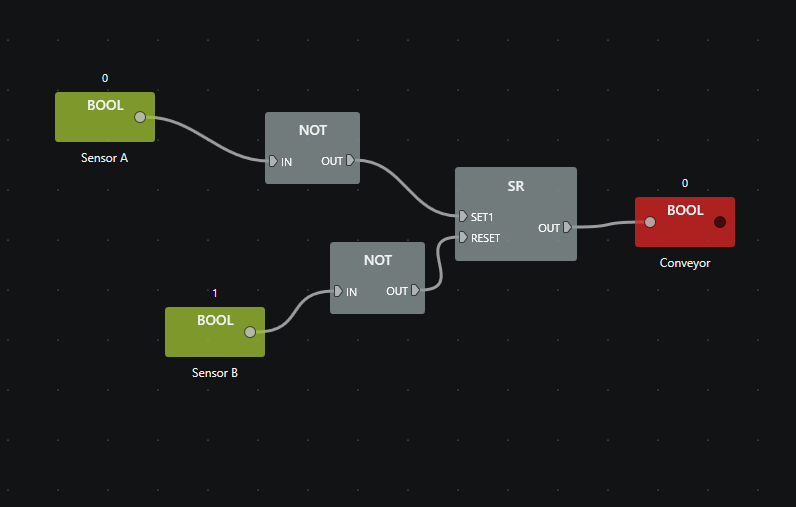 0
BOOL
Sensor A
NOT
IN OUT
SR
SET1
RESET
OUT
0
BOOL
Conveyor
NOT
IN OUT
1
BOOL
Sensor B